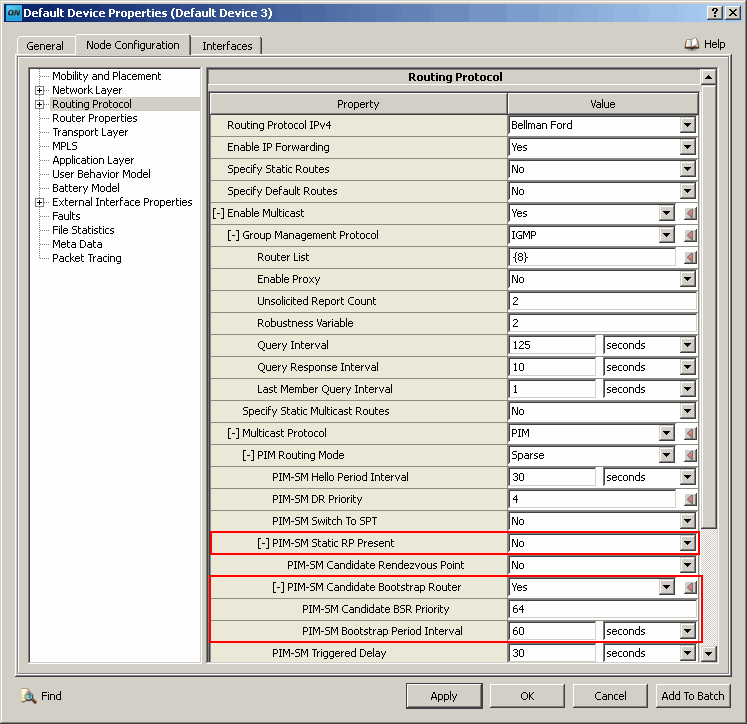 QN Default Device Properties (Default Device 3)
General Node Configuration Interfaces Help
Mobility and Placement
Network Layer
Routing Protocol
Router Properties
Transport Layer
MPLS
Application Layer
User Behavior Model
Battery Model
External Interface Properties
Faults
File Statistics
Meta Data
Packet Tracing
Routing Protocol
Property Value
Routing Protocol IPv4 Bellman Ford
Enable IP Forwarding Yes
Specify Static Routes No
Specify Default Routes No
[-] Enable Multicast Yes
[-] Group Management Protocol IGMP
Router List {8}
Enable Proxy No
Unsolicited Report Count 2
Robustness Variable 2
Query Interval 125 seconds
Query Response Interval 10 seconds
Last Member Query Interval 1 seconds
Specify Static Multicast Routes No
[-] Multicast Protocol PIM
[-] PIM Routing Mode Sparse
PIM-SM Hello Period Interval 30 seconds
PIM-SM DR Priority 4
PIM-SM Switch To SPT No
[-] PIM-SM Static RP Present No
PIM-SM Candidate Rendezvous Point No
[-] PIM-SM Candidate Bootstrap Router Yes
PIM-SM Candidate BSR Priority 64
PIM-SM Bootstrap Period Interval 60 seconds
PIM-SM Triggered Delay 30 seconds
Find Apply OK Cancel Add To Batch